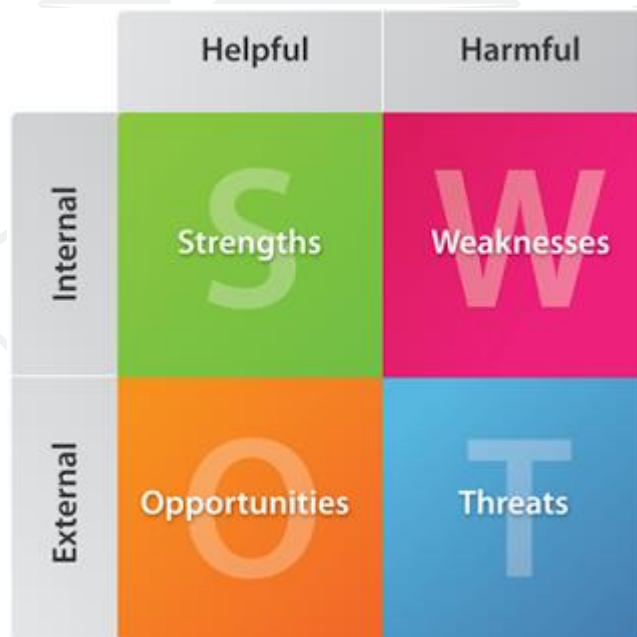 Helpful Harmful
Internal
S W
Strengths Weaknesses
External
O T
Opportunities Threats